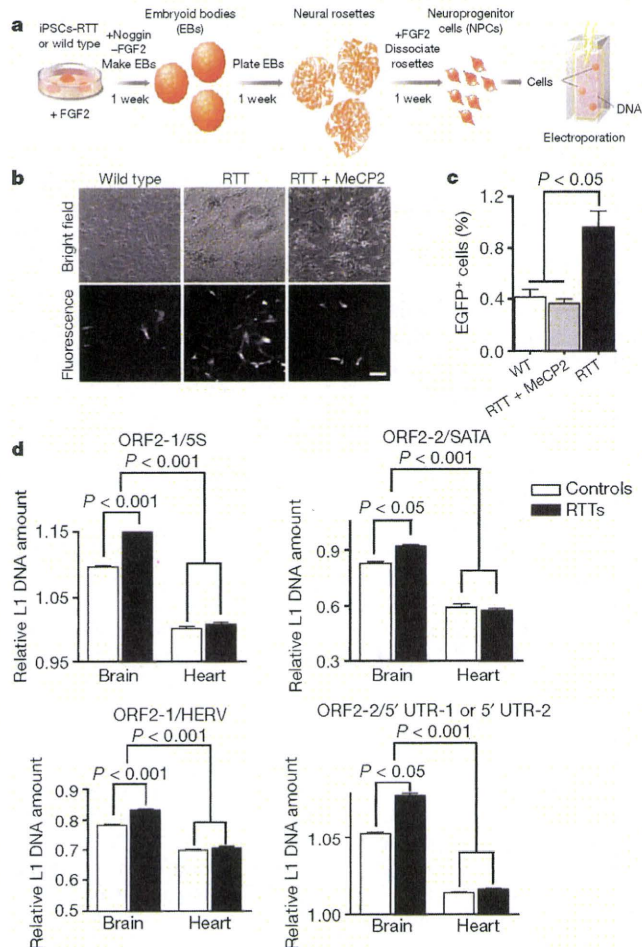 a
iPSCs-RTT
or wild type
+ FGF2
+Noggin
–FGF2
Make EBs
1 week
Embryoid bodies
(EBs)
Plate EBs
1 week
Neural rosettes
+FGF2
Dissociate
rosettes
1 week
Neuroprogenitor
cells (NPCs)
Cells
DNA
Electroporation
b
Wild type
RTT
RTT + MeCP2
Bright field
Fluorescence
c
P < 0.05
EGFP+ cells (%)
1.2
0.8
0.4
0.0
WT
RTT + MeCP2
RTT
d
ORF2-1/5S
P < 0.001
P < 0.001
Relative L1 DNA amount
1.15
1.05
0.95
Brain
Heart
ORF2-2/SATA
P < 0.001
P < 0.05
Relative L1 DNA amount
0.9
0.6
0.3
Brain
Heart
Controls
RTTs
ORF2-1/HERV
P < 0.001
P < 0.001
Relative L1 DNA amount
0.9
0.8
0.7
0.5
Brain
Heart
ORF2-2/5′ UTR-1 or 5′ UTR-2
P < 0.001
P < 0.05
Relative L1 DNA amount
1.05
1.00
Brain
Heart